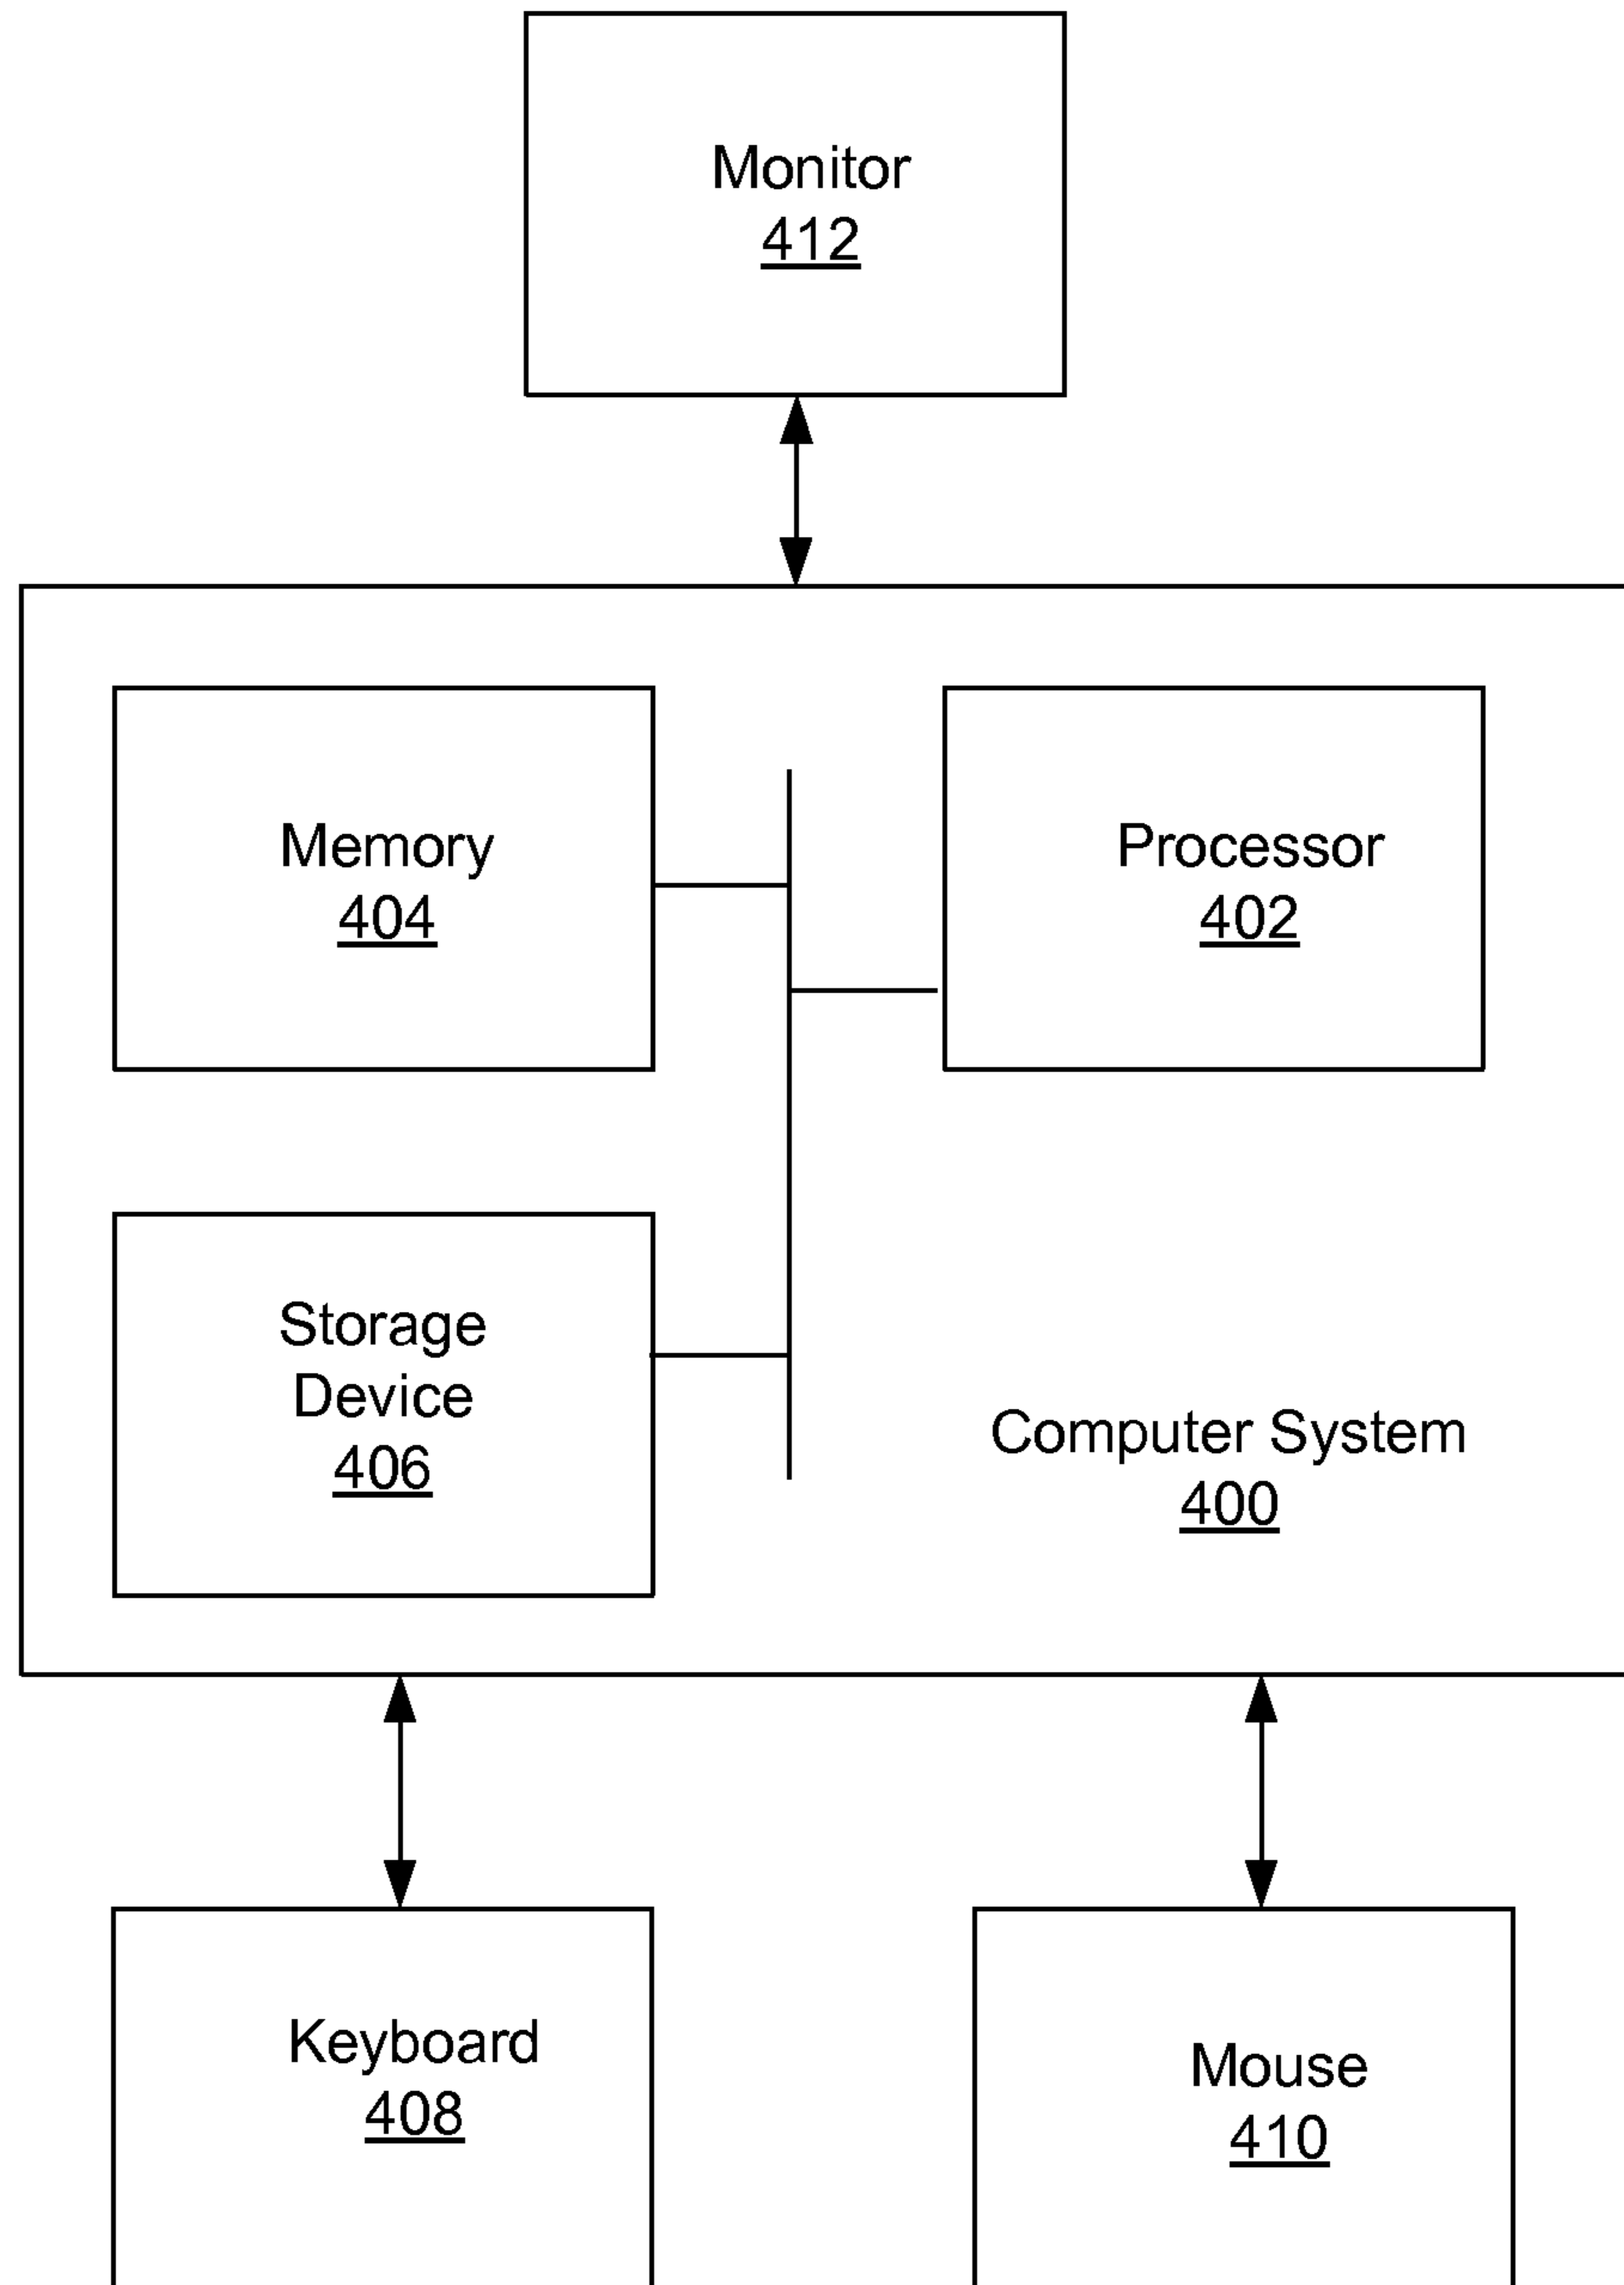 Monitor
412
Memory
404
Processor
402
Storage
Device
406
Computer System
400
Keyboard
408
Mouse
410